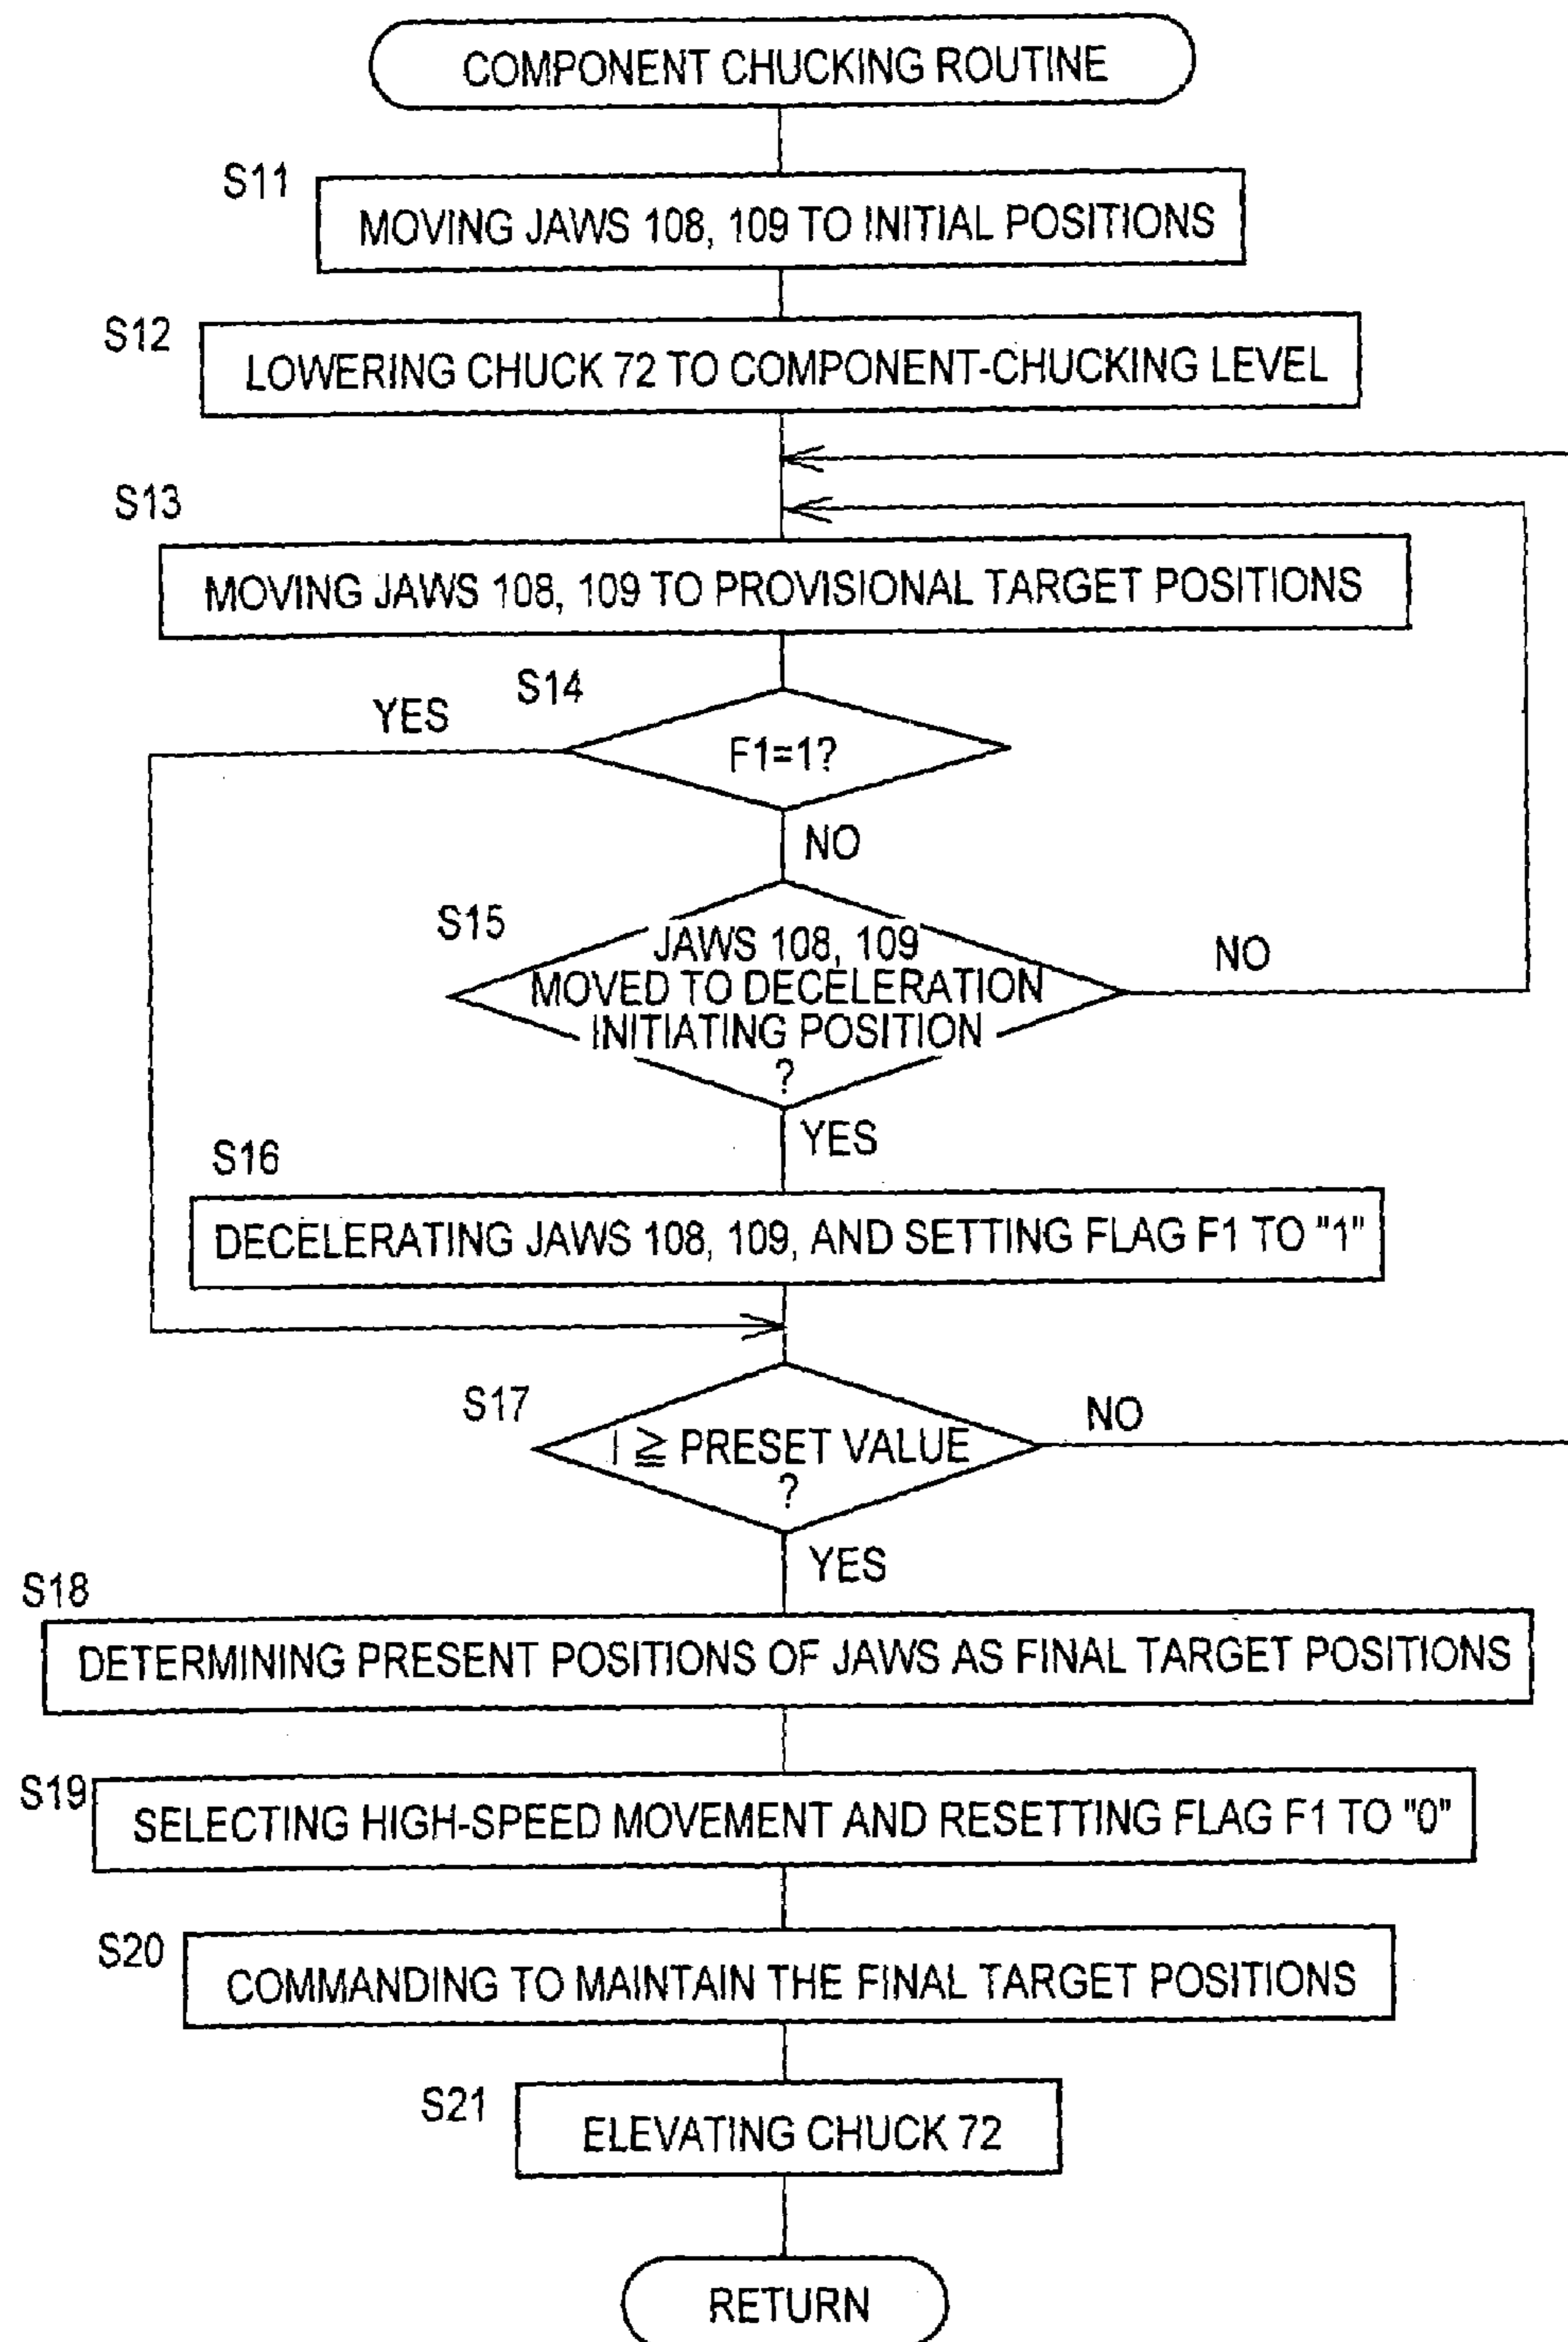 COMPONENT CHUCKING ROUTINE
S11
MOVING JAWS 108, 109 TO INITIAL POSITIONS
S12
LOWERING CHUCK 72 TO COMPONENT-CHUCKING LEVEL
S13
MOVING JAWS 108, 109 TO PROVISIONAL TARGET POSITIONS
S14
YES
F1=1?
NO
S15
JAWS 108, 109
MOVED TO DECELERATION
INITIATING POSITION
?
NO
YES
S16
DECELERATING JAWS 108, 109, AND SETTING FLAG F1 TO "1"
S17
I ≧ PRESET VALUE
?
NO
YES
S18
DETERMINING PRESENT POSITIONS OF JAWS AS FINAL TARGET POSITIONS
S19
SELECTING HIGH-SPEED MOVEMENT AND RESETTING FLAG F1 TO "0"
S20
COMMANDING TO MAINTAIN THE FINAL TARGET POSITIONS
S21
ELEVATING CHUCK 72
RETURN